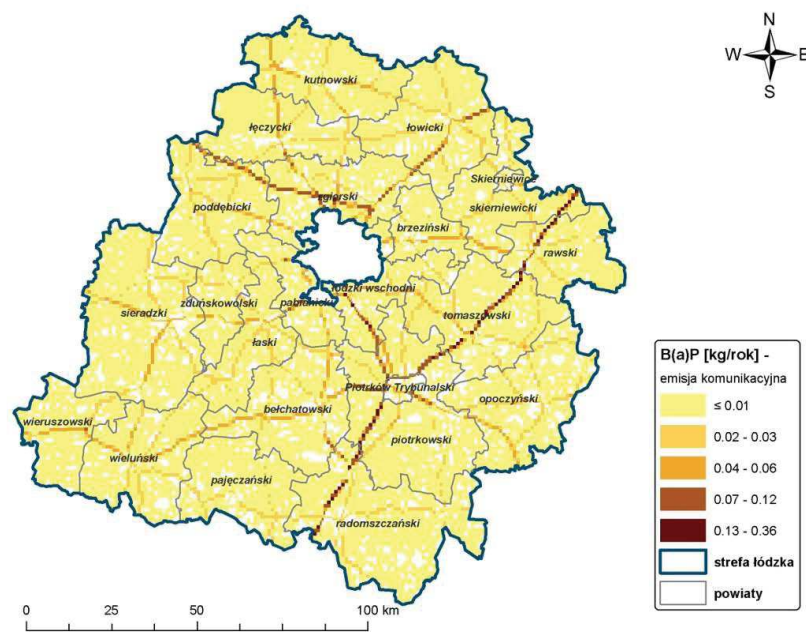 N
W E
S
kutnowski
łęczycki
łowicki
Skierniewice
zgierski
skierniewicki
poddębicki
brzeziński
rawski
łódzki wschodni
zduńskowolski
pabianicki
sieradzki
tomaszowski
łaski
Piotrków Trybunalski
opoczyński
bełchatowski
wieruszowski
piotrkowski
wieluński
pajęczański
radomszczański
B(a)P [kg/rok] -
emisja komunikacyjna
≤ 0.01
0.02 - 0.03
0.04 - 0.06
0.07 - 0.12
0.13 - 0.36
strefa łódzka
powiaty
0 25 50 100 km